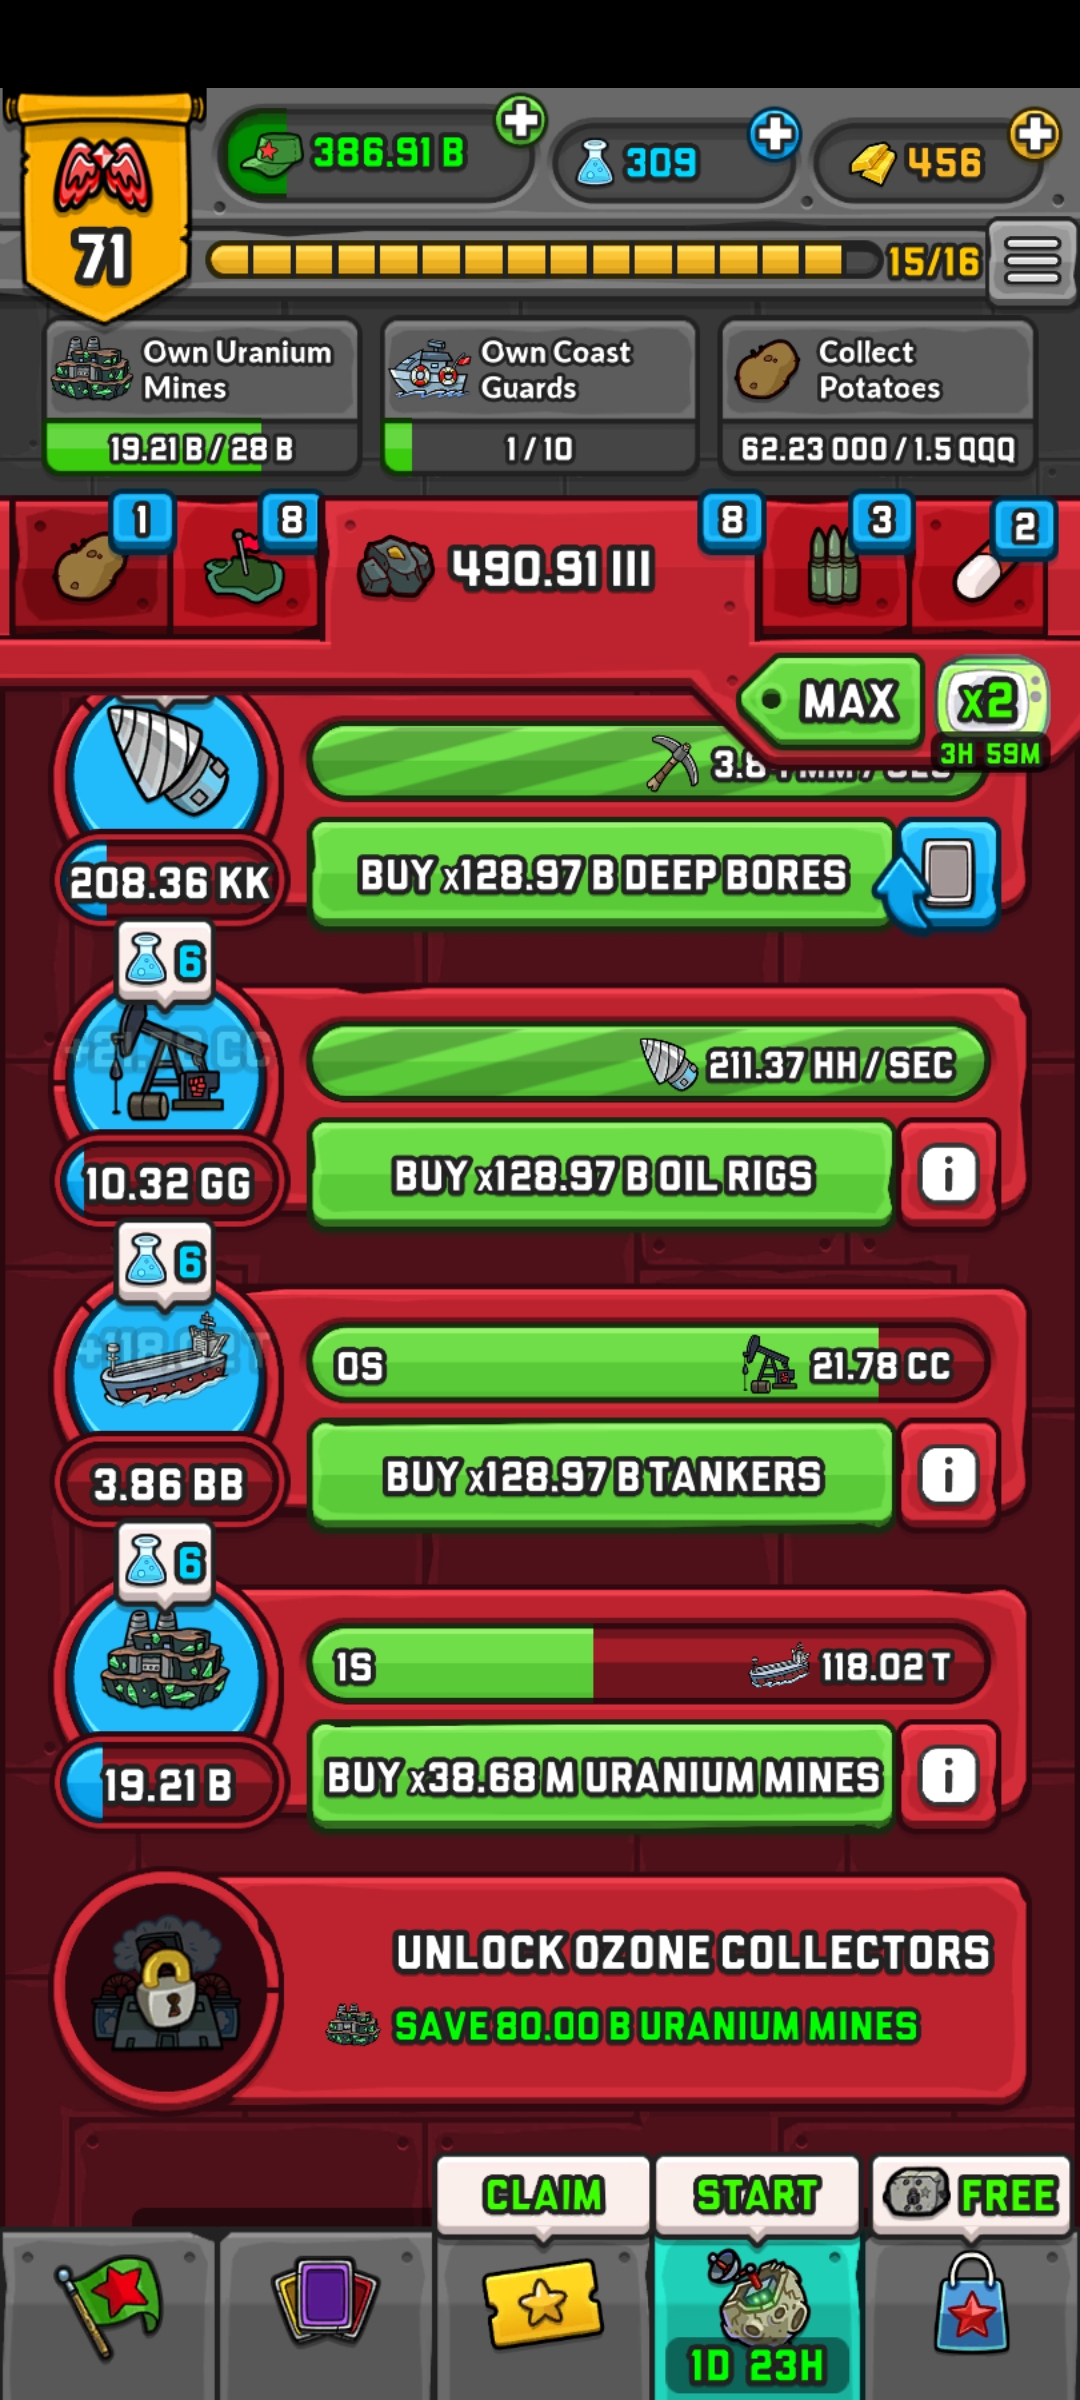 386.91 B
309
456
71
15/16
Own Uranium Mines
19.21 B / 28 B
Own Coast Guards
1 / 10
Collect Potatoes
62.23 OOO / 1.5 QQQ
1
8
490.91 III
8
3
2
MAX
x2
3H 59M
208.36 KK
BUY x128.97 B DEEP BORES
6
211.37 HH / SEC
10.32 GG
BUY x128.97 B OIL RIGS
i
6
0S
21.78 CC
3.86 BB
BUY x128.97 B TANKERS
i
6
1S
118.02 T
19.21 B
BUY x38.68 M URANIUM MINES
i
UNLOCK OZONE COLLECTORS
SAVE 80.00 B URANIUM MINES
CLAIM
START
FREE
1D 23H